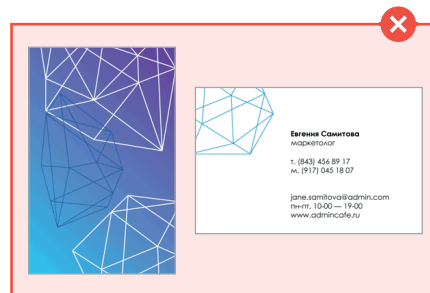 Евгения Самитова
маркетолог
т. (843) 456 89 17
м. (917) 045 18 07
jane.samitova@admin.com
пн-пт, 10-00 — 19-00
www.admincafe.ru